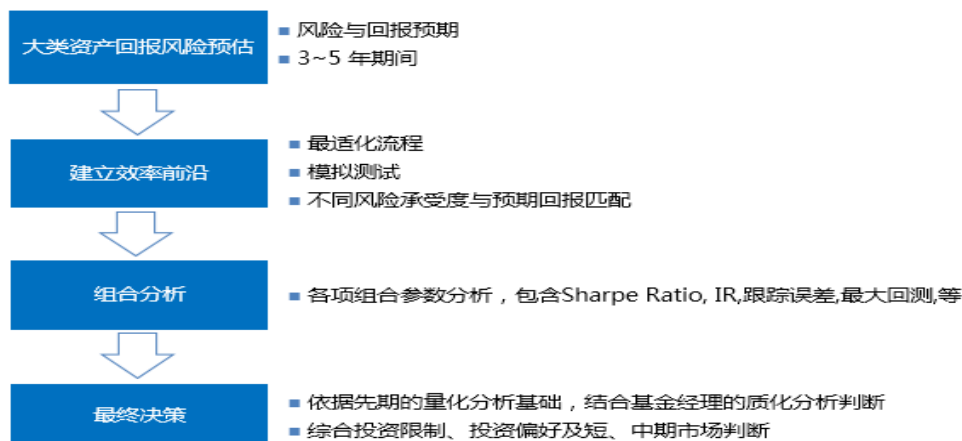 大类资产回报风险预估
■ 风险与回报预期
■ 3~5 年期间
建立效率前沿
■ 最适化流程
■ 模拟测试
■ 不同风险承受度与预期回报匹配
组合分析
■ 各项组合参数分析，包含Sharpe Ratio, IR,跟踪误差,最大回测,等
最终决策
■ 依据先期的量化分析基础，结合基金经理的质化分析判断
■ 综合投资限制、投资偏好及短、中期市场判断